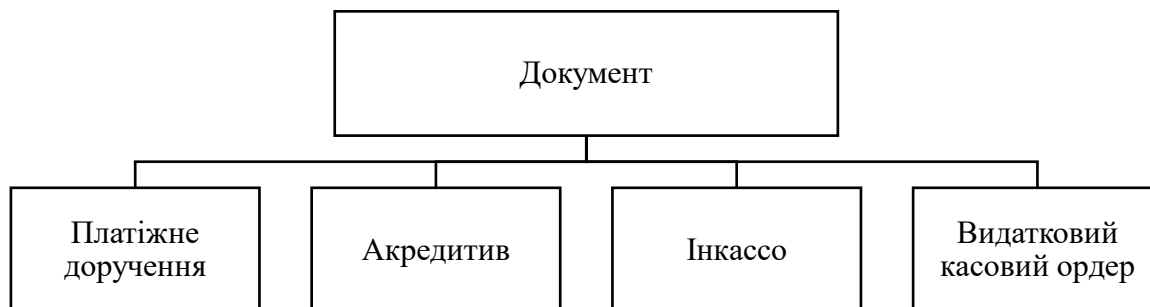 Документ
Платіжне
доручення
Акредитив
Інкассо
Видатковий
касовий ордер